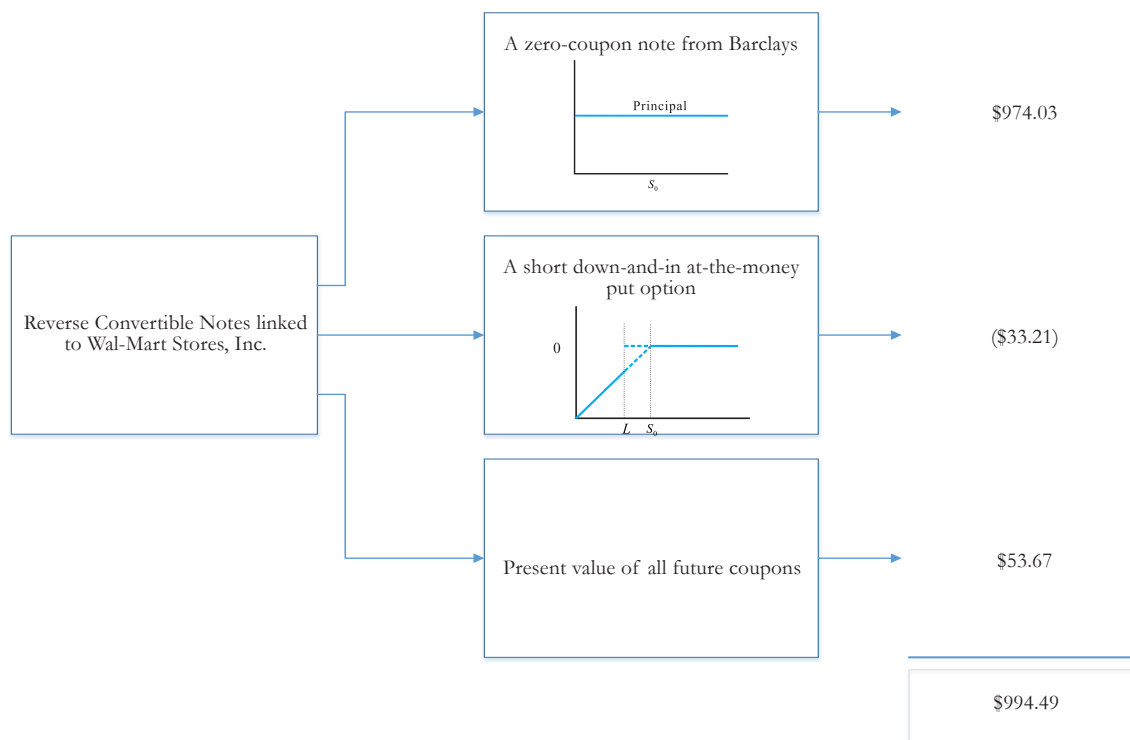 A zero-coupon note from Barclays
Principal
S₀
$974.03
Reverse Convertible Notes linked
to Wal-Mart Stores, Inc.
A short down-and-in at-the-money
put option
0
L S₀
($33.21)
Present value of all future coupons
$53.67
$994.49